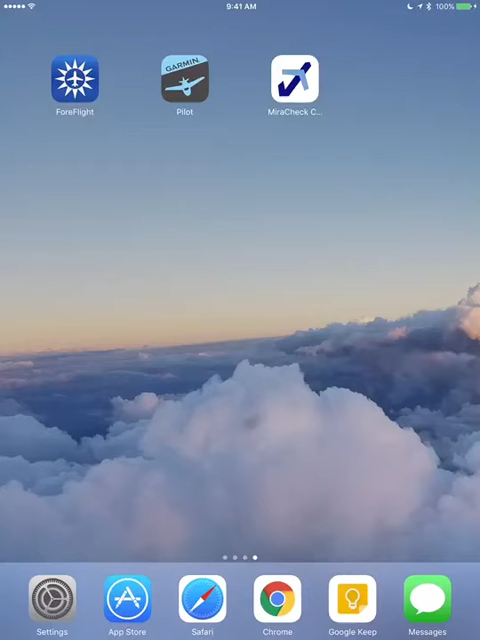 9:41 AM
100%
GARMIN
ForeFlight
Pilot
MiraCheck C...
Settings
App Store
Safari
Chrome
Google Keep
Messages